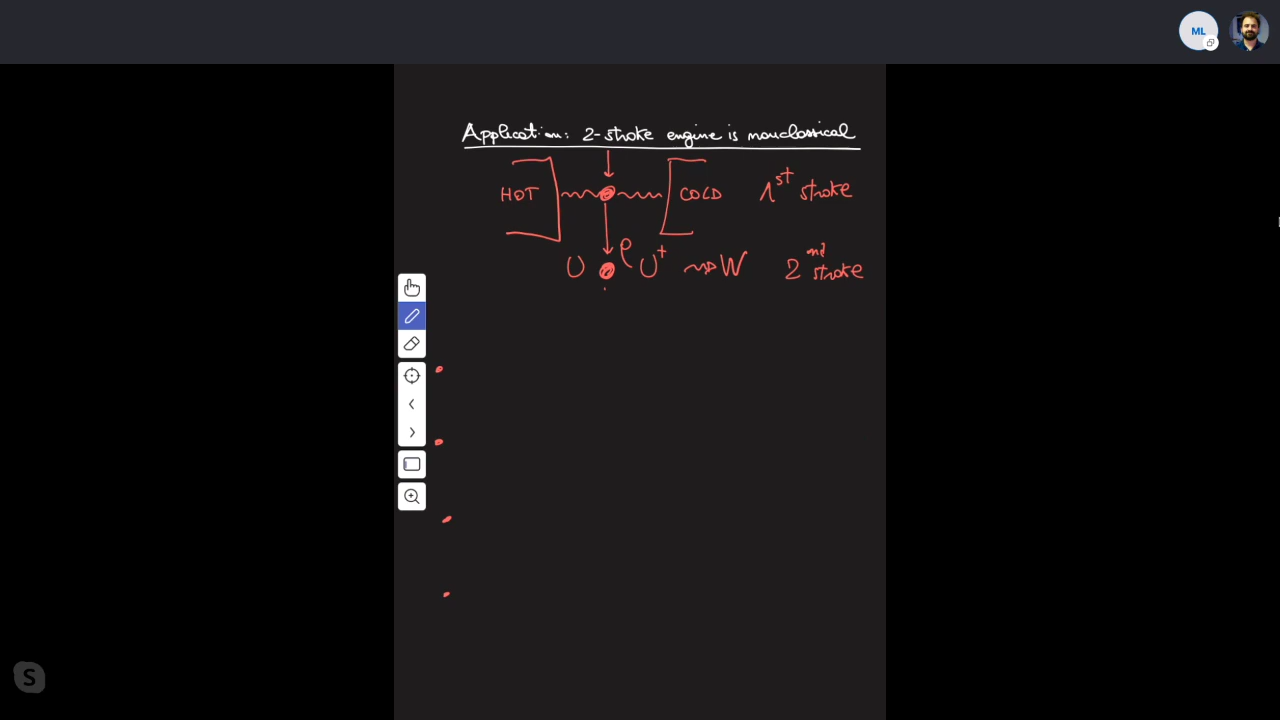 ML
Application: 2-stroke engine is nonclassical
HOT COLD 1st stroke
U ρ U† ⇝ W 2nd stroke
S